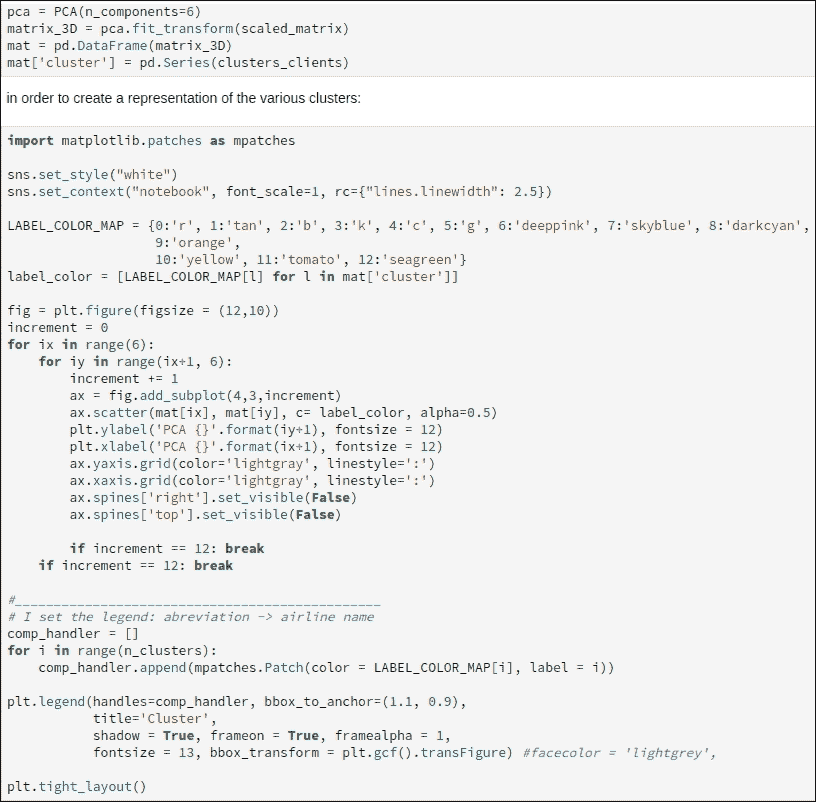 pca = PCA(n_components=6)
matrix_3D = pca.fit_transform(scaled_matrix)
mat = pd.DataFrame(matrix_3D)
mat['cluster'] = pd.Series(clusters_clients)
in order to create a representation of the various clusters:
import matplotlib.patches as mpatches
sns.set_style("white")
sns.set_context("notebook", font_scale=1, rc={"lines.linewidth": 2.5})
LABEL_COLOR_MAP = {0:'r', 1:'tan', 2:'b', 3:'k', 4:'c', 5:'g', 6:'deeppink', 7:'skyblue', 8:'darkcyan',
                   9:'orange',
                   10:'yellow', 11:'tomato', 12:'seagreen'}
label_color = [LABEL_COLOR_MAP[l] for l in mat['cluster']]
fig = plt.figure(figsize = (12,10))
increment = 0
for ix in range(6):
    for iy in range(ix+1, 6):
        increment += 1
        ax = fig.add_subplot(4,3,increment)
        ax.scatter(mat[ix], mat[iy], c= label_color, alpha=0.5)
        plt.ylabel('PCA {}'.format(iy+1), fontsize = 12)
        plt.xlabel('PCA {}'.format(ix+1), fontsize = 12)
        ax.yaxis.grid(color='lightgray', linestyle=':')
        ax.xaxis.grid(color='lightgray', linestyle=':')
        ax.spines['right'].set_visible(False)
        ax.spines['top'].set_visible(False)
        if increment == 12: break
    if increment == 12: break
#_______________________________________________
# I set the legend: abreviation -> airline name
comp_handler = []
for i in range(n_clusters):
    comp_handler.append(mpatches.Patch(color = LABEL_COLOR_MAP[i], label = i))
plt.legend(handles=comp_handler, bbox_to_anchor=(1.1, 0.9),
           title='Cluster',
           shadow = True, frameon = True, framealpha = 1,
           fontsize = 13, bbox_transform = plt.gcf().transFigure) #facecolor = 'lightgrey',
plt.tight_layout()